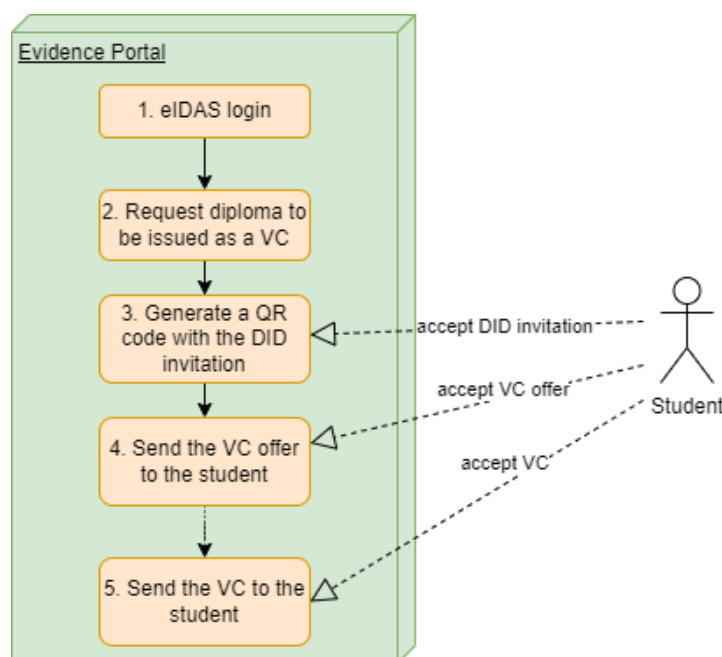 Evidence Portal
1. eIDAS login
2. Request diploma to
be issued as a VC
3. Generate a QR
code with the DID
invitation
accept DID invitation
accept VC offer
Student
4. Send the VC offer
to the student
accept VC
5. Send the VC to the
student